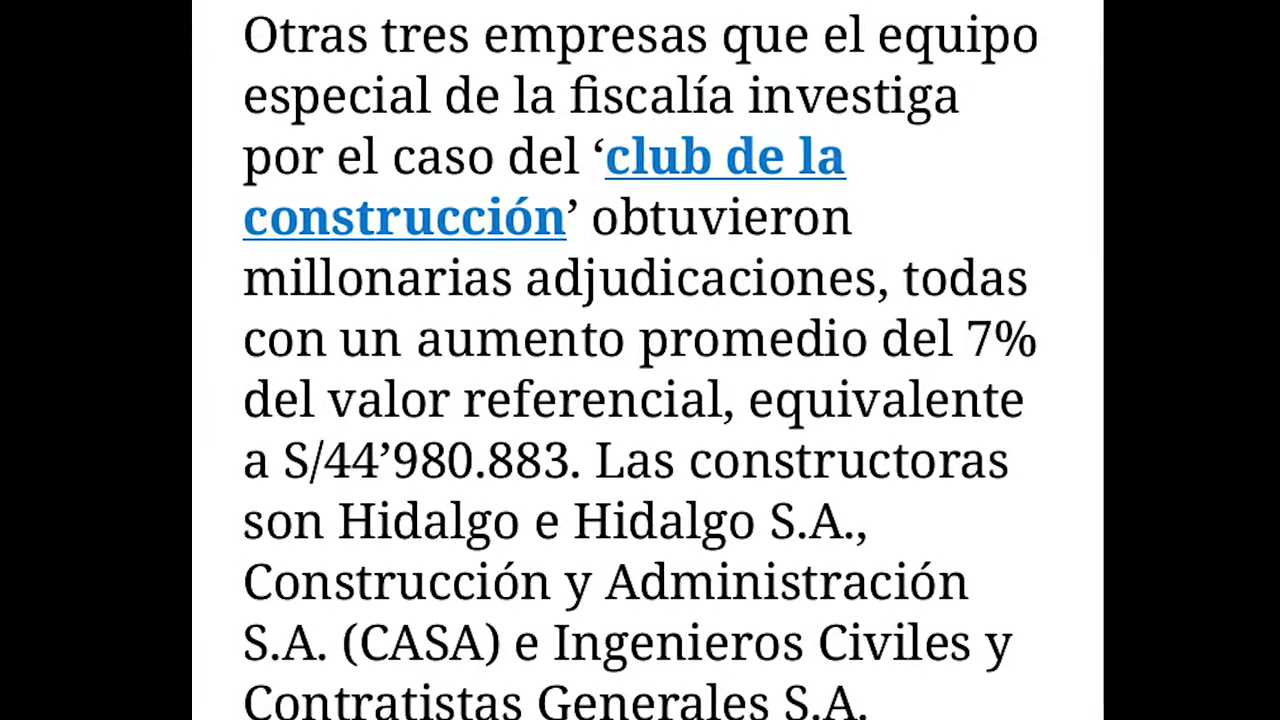 Otras tres empresas que el equipo
especial de la fiscalía investiga
por el caso del ‘club de la
construcción’ obtuvieron
millonarias adjudicaciones, todas
con un aumento promedio del 7%
del valor referencial, equivalente
a S/44’980.883. Las constructoras
son Hidalgo e Hidalgo S.A.,
Construcción y Administración
S.A. (CASA) e Ingenieros Civiles y
Contratistas Generales S.A.